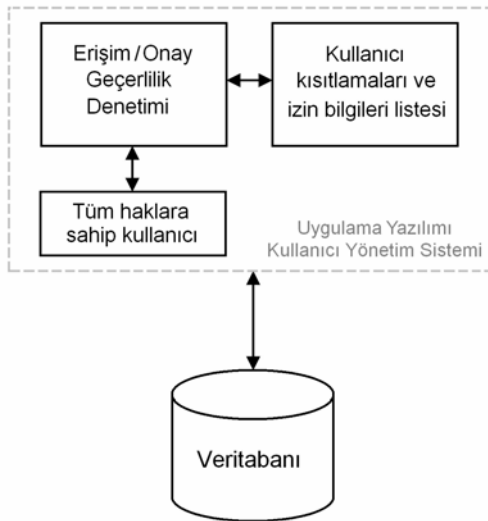 Erişim/Onay
Geçerlilik
Denetimi
Kullanıcı
kısıtlamaları ve
izin bilgileri listesi
Tüm haklara
sahip kullanıcı
Uygulama Yazılımı
Kullanıcı Yönetim Sistemi
Veritabanı